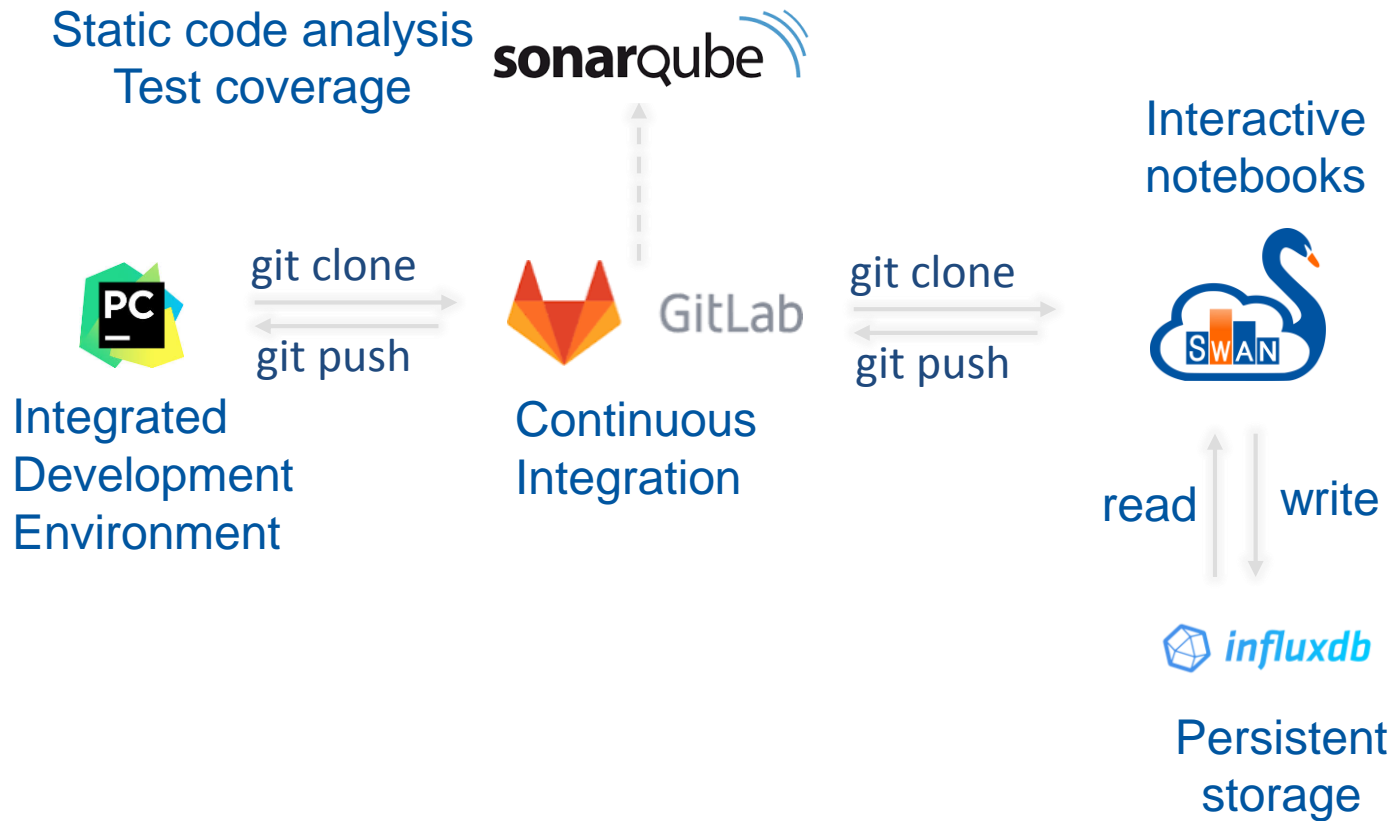 Static code analysis
Test coverage
sonarqube
Interactive
notebooks
PC
git clone
git push
GitLab
git clone
git push
SWAN
Integrated
Development
Environment
Continuous
Integration
read
write
influxdb
Persistent
storage